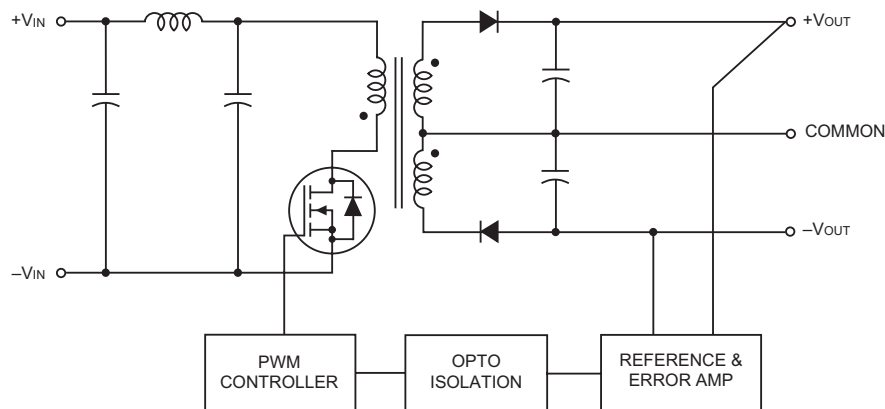 +VIN
+VOUT
COMMON
–VOUT
–VIN
PWM
CONTROLLER
OPTO
ISOLATION
REFERENCE &
ERROR AMP